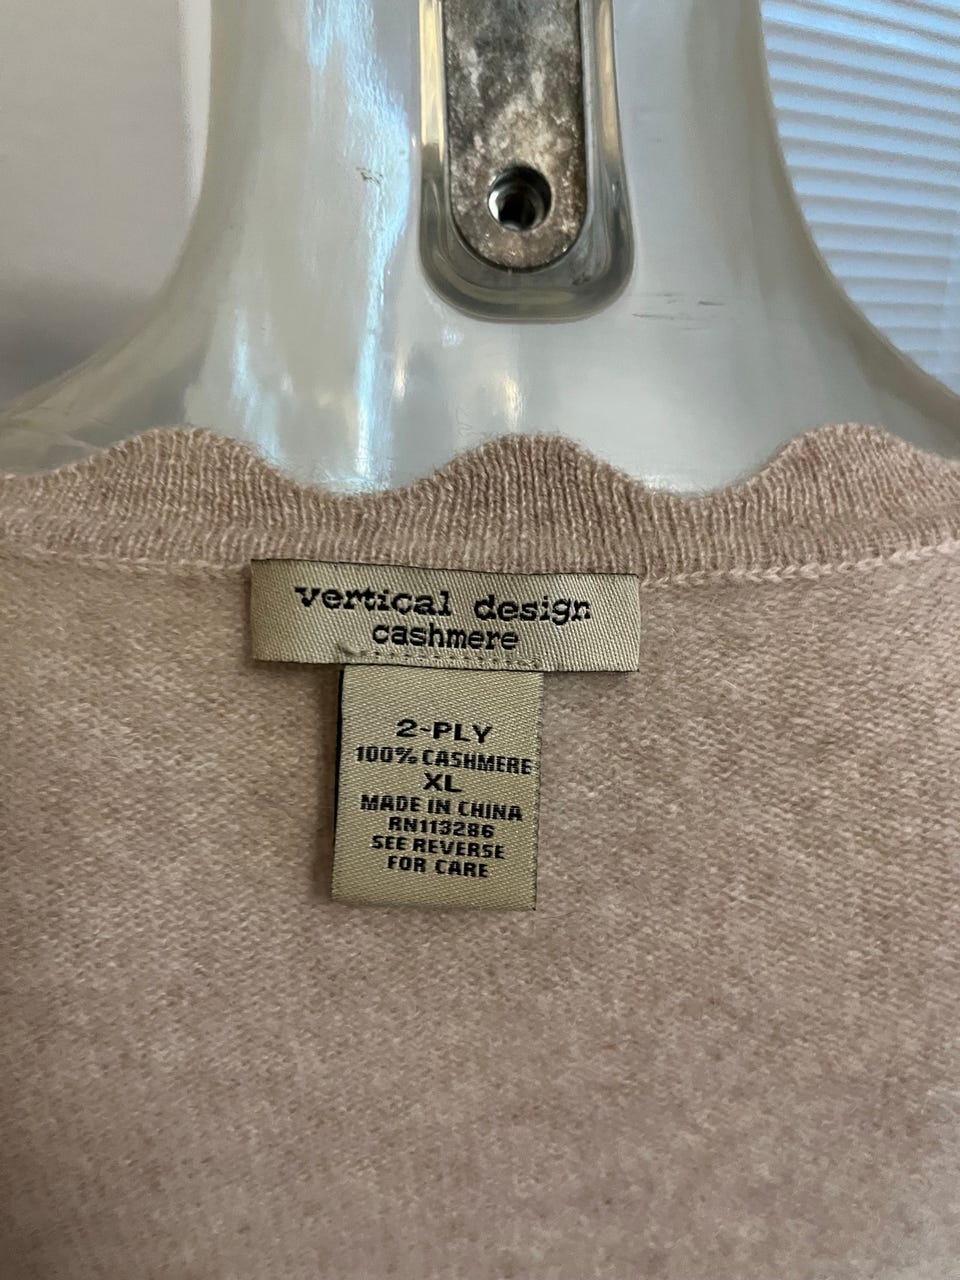 vertical design
cashmere
2-PLY
100% CASHMERE
XL
MADE IN CHINA
RN113286
SEE REVERSE
FOR CARE